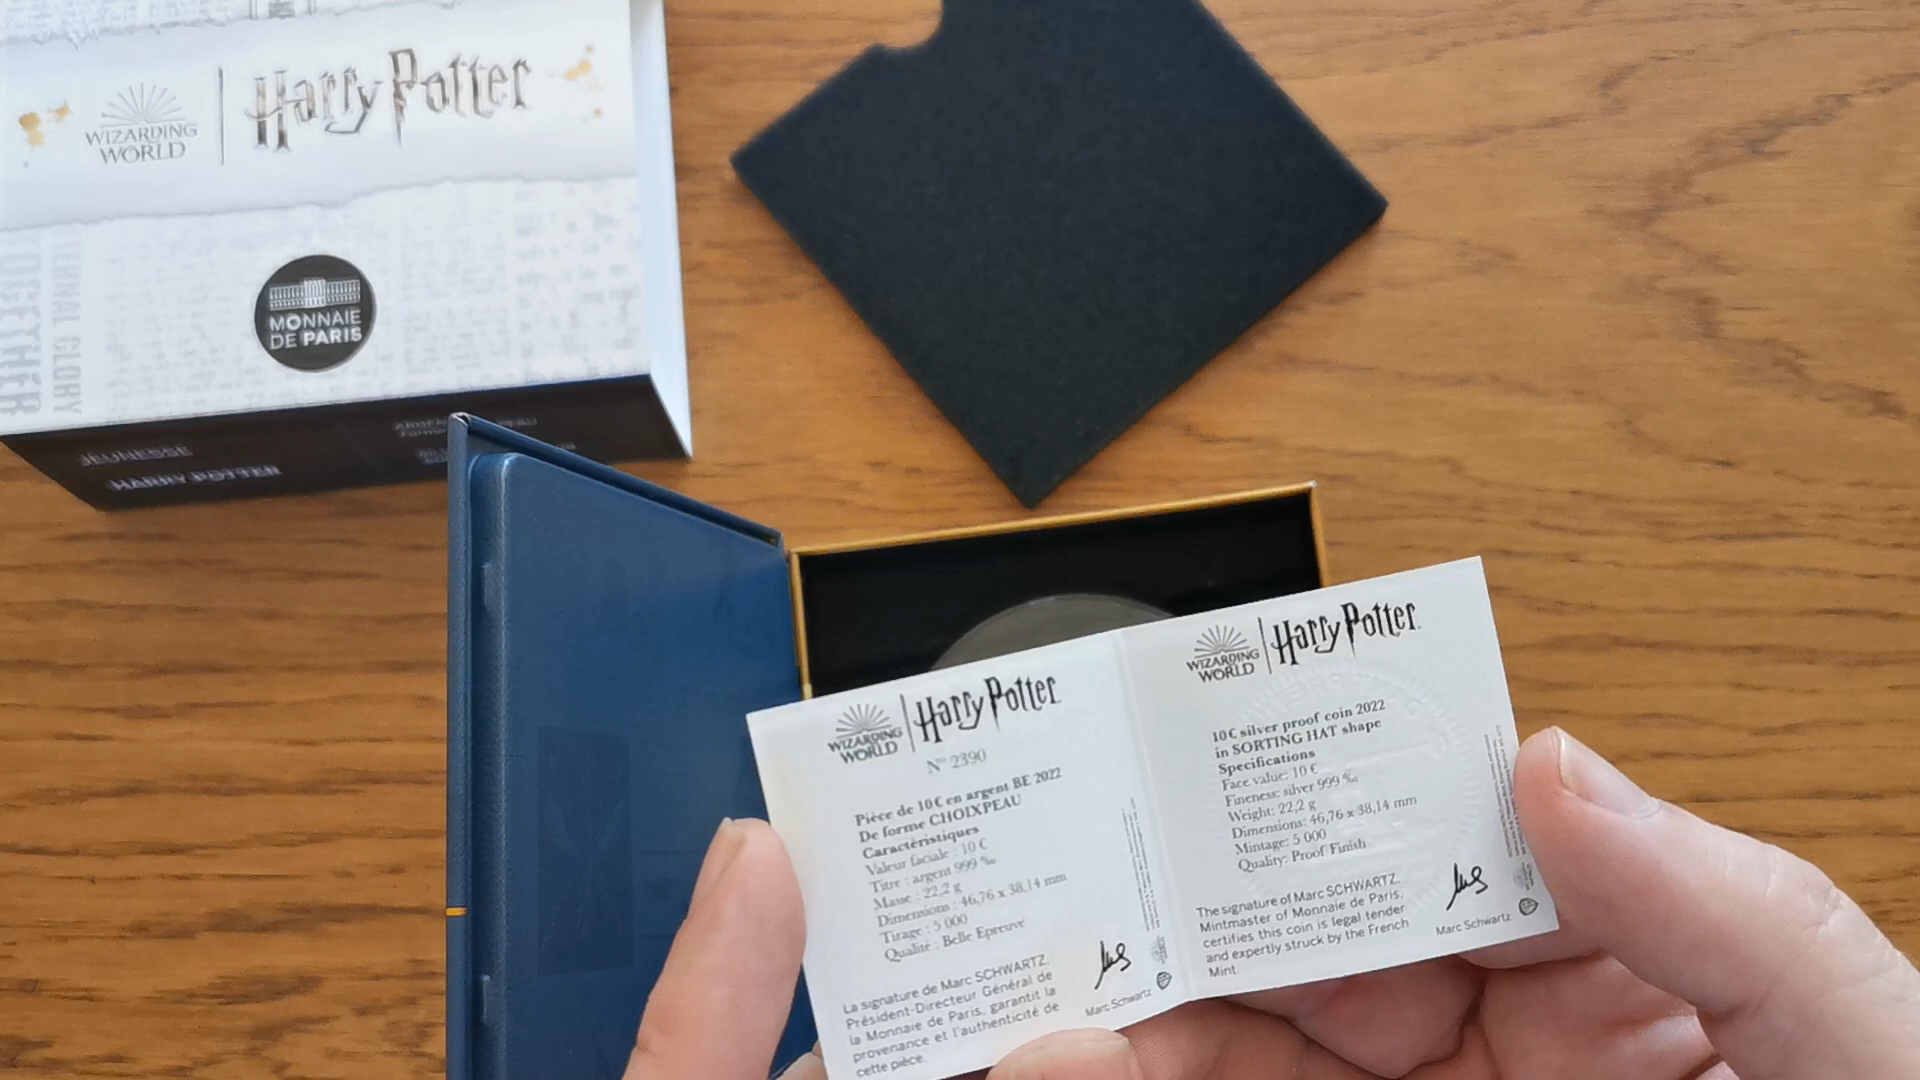 WIZARDING
WORLD
Harry Potter
ERNAL GLORY
OGETHER
MONNAIE
DE PARIS
JEUNESSE
HARRY POTTER
WIZARDING
WORLD
Harry Potter
N° 2390
Pièce de 10€ en argent BE 2022
De forme CHOIXPEAU
Caractéristiques
Valeur faciale : 10 €
Titre : argent 999 ‰
Masse : 22,2 g
Dimensions : 46,76 x 38,14 mm
Tirage : 5 000
Qualité : Belle Epreuve
La signature de Marc SCHWARTZ,
Président-Directeur Général de
la Monnaie de Paris, garantit la
provenance et l'authenticité de
cette pièce.
Marc Schwartz
WIZARDING
WORLD
Harry Potter
10€ silver proof coin 2022
in SORTING HAT shape
Specifications
Face value: 10 €
Fineness: silver 999 ‰
Weight: 22,2 g
Dimensions: 46,76 x 38,14 mm
Mintage: 5 000
Quality: Proof Finish
The signature of Marc SCHWARTZ,
Mintmaster of Monnaie de Paris,
certifies this coin is legal tender
and expertly struck by the French
Mint
Marc Schwartz